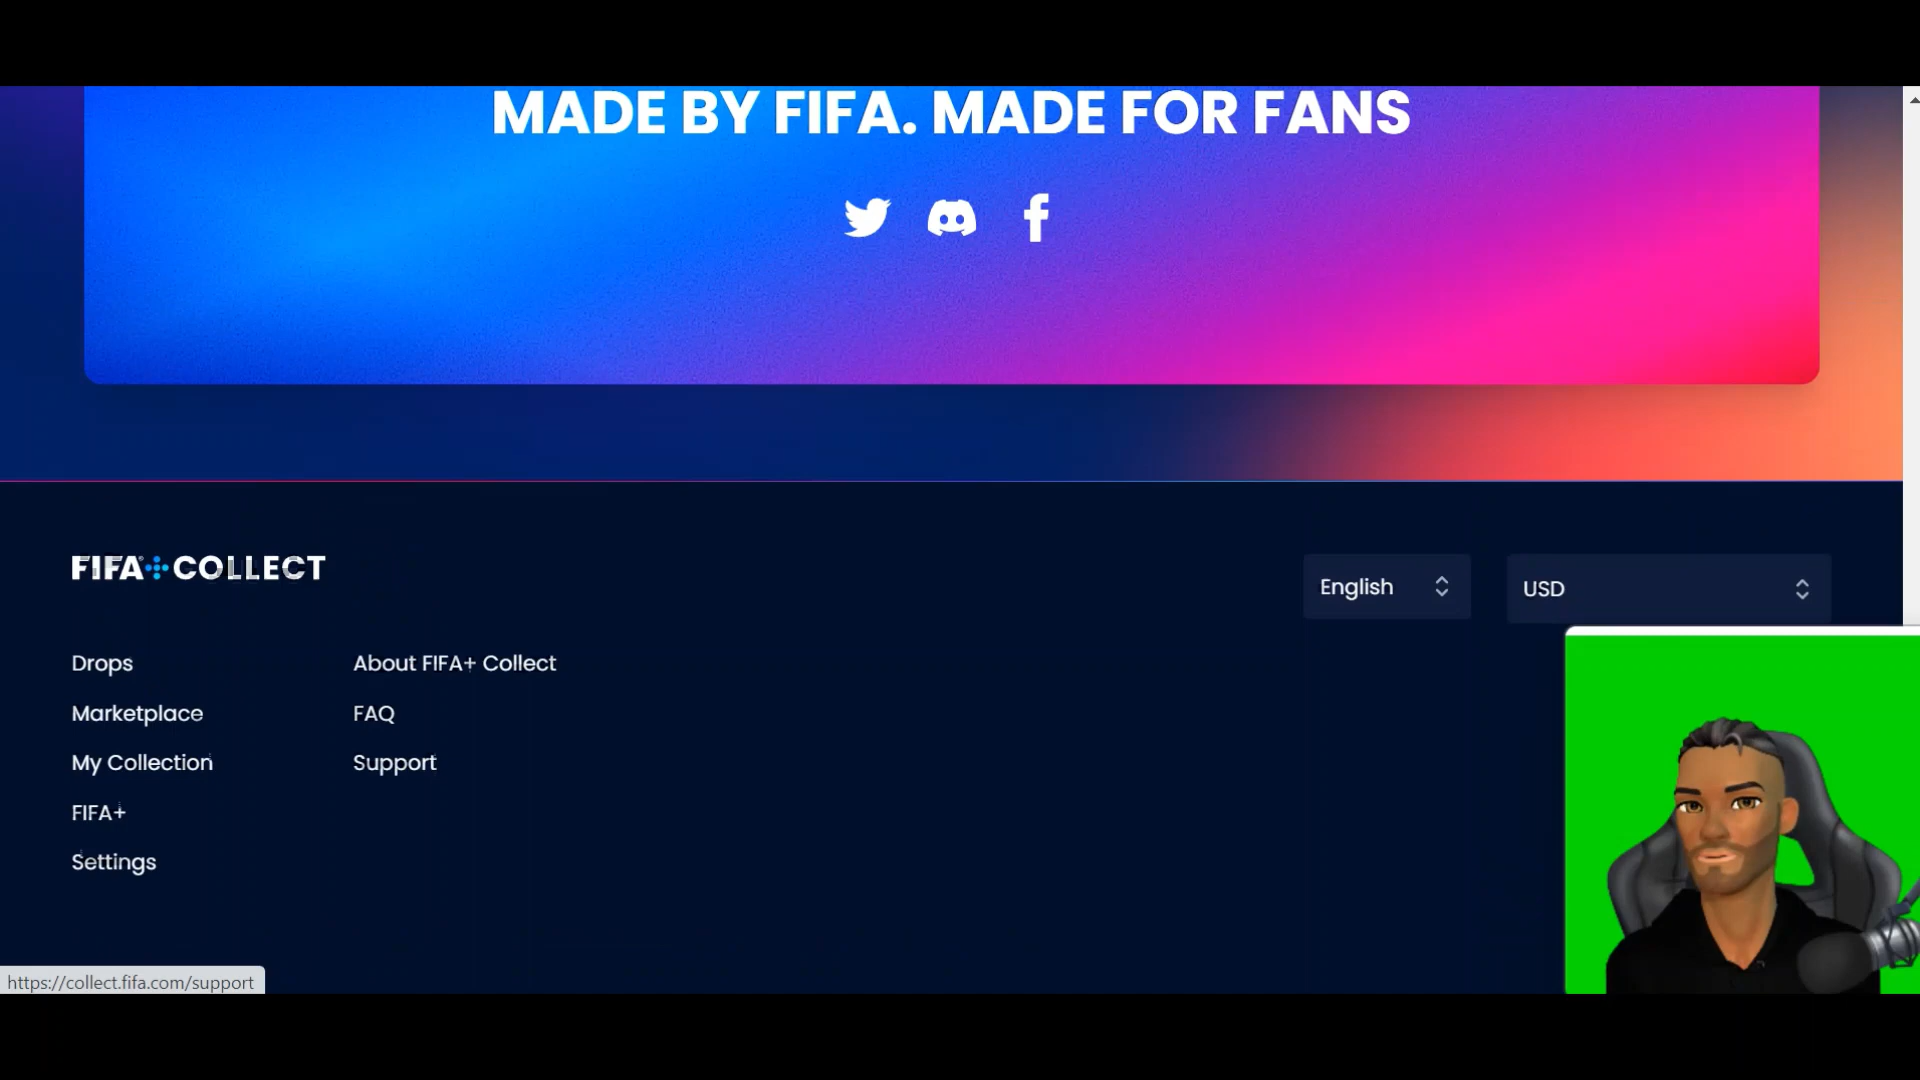 MADE BY FIFA. MADE FOR FANS
FIFA+COLLECT
English
USD
Drops
About FIFA+ Collect
Marketplace
FAQ
My Collection
Support
FIFA+
Settings
https://collect.fifa.com/support